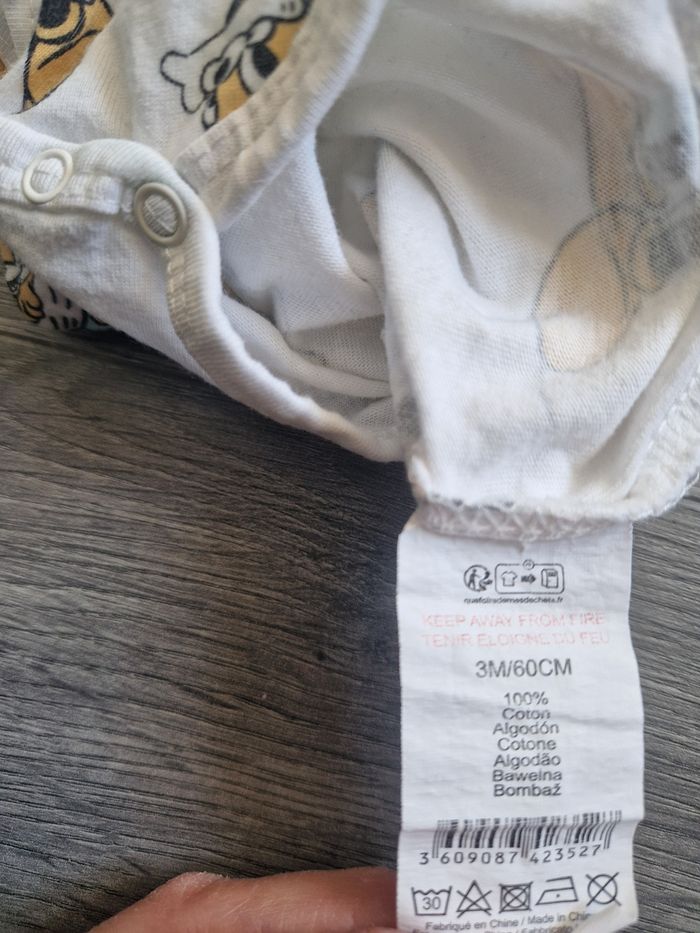 quefairedemesdechets.fr
KEEP AWAY FROM FIRE
TENIR ELOIGNE DU FEU
3M/60CM
100%
Coton
Algodón
Cotone
Algodão
Bawełna
Bombaž
3 609087 423527
30
Fabriqué en Chine / Made in China